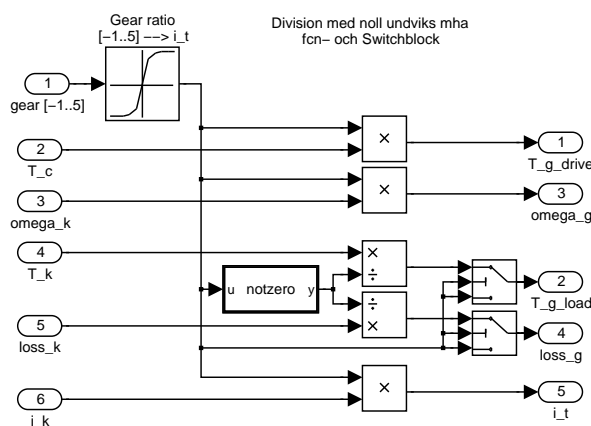 Gear ratio
[−1..5] −−> i_t
Division med noll undviks mha
fcn− och Switchblock
1
gear [−1..5]
2
T_c
×
1
T_g_drive
3
omega_k
×
3
omega_g
4
T_k
×
÷
u notzero y
2
T_g_load
÷
×
5
loss_k
4
loss_g
6
i_k
×
5
i_t